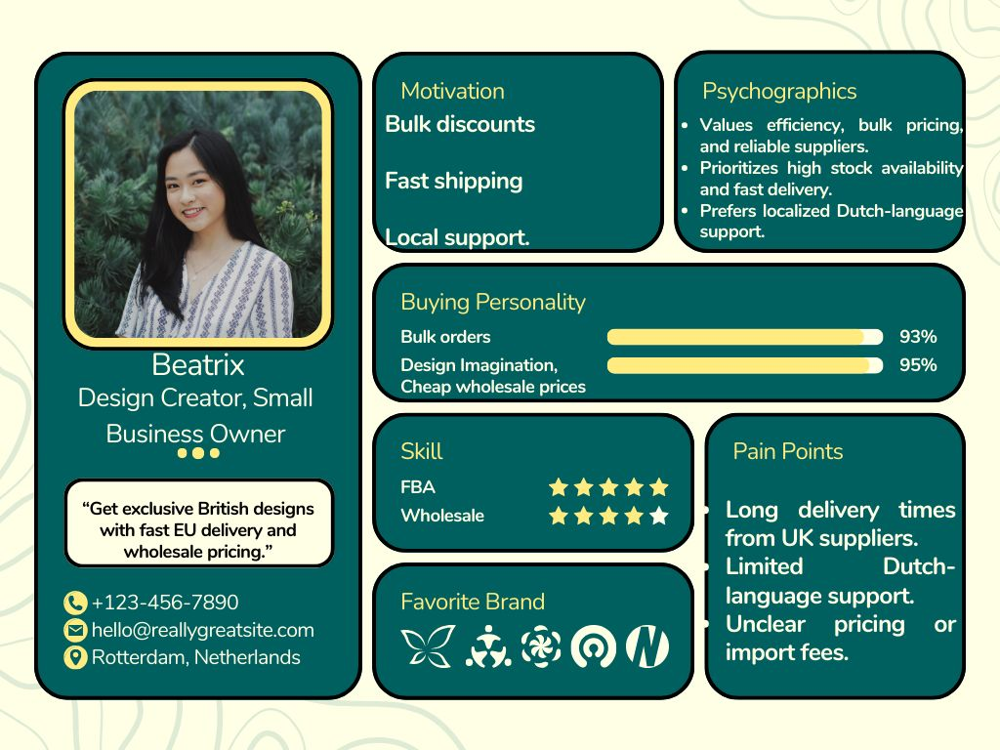 Beatrix
Design Creator, Small
Business Owner
“Get exclusive British designs
with fast EU delivery and
wholesale pricing.”
+123-456-7890
hello@reallygreatsite.com
Rotterdam, Netherlands
Motivation
Bulk discounts
Fast shipping
Local support.
Psychographics
• Values efficiency, bulk pricing,
and reliable suppliers.
• Prioritizes high stock availability
and fast delivery.
• Prefers localized Dutch-language
support.
Buying Personality
Bulk orders 93%
Design Imagination, 95%
Cheap wholesale prices
Skill
FBA
Wholesale
Favorite Brand
N
Pain Points
• Long delivery times
from UK suppliers.
• Limited Dutch-
language support.
• Unclear pricing or
import fees.